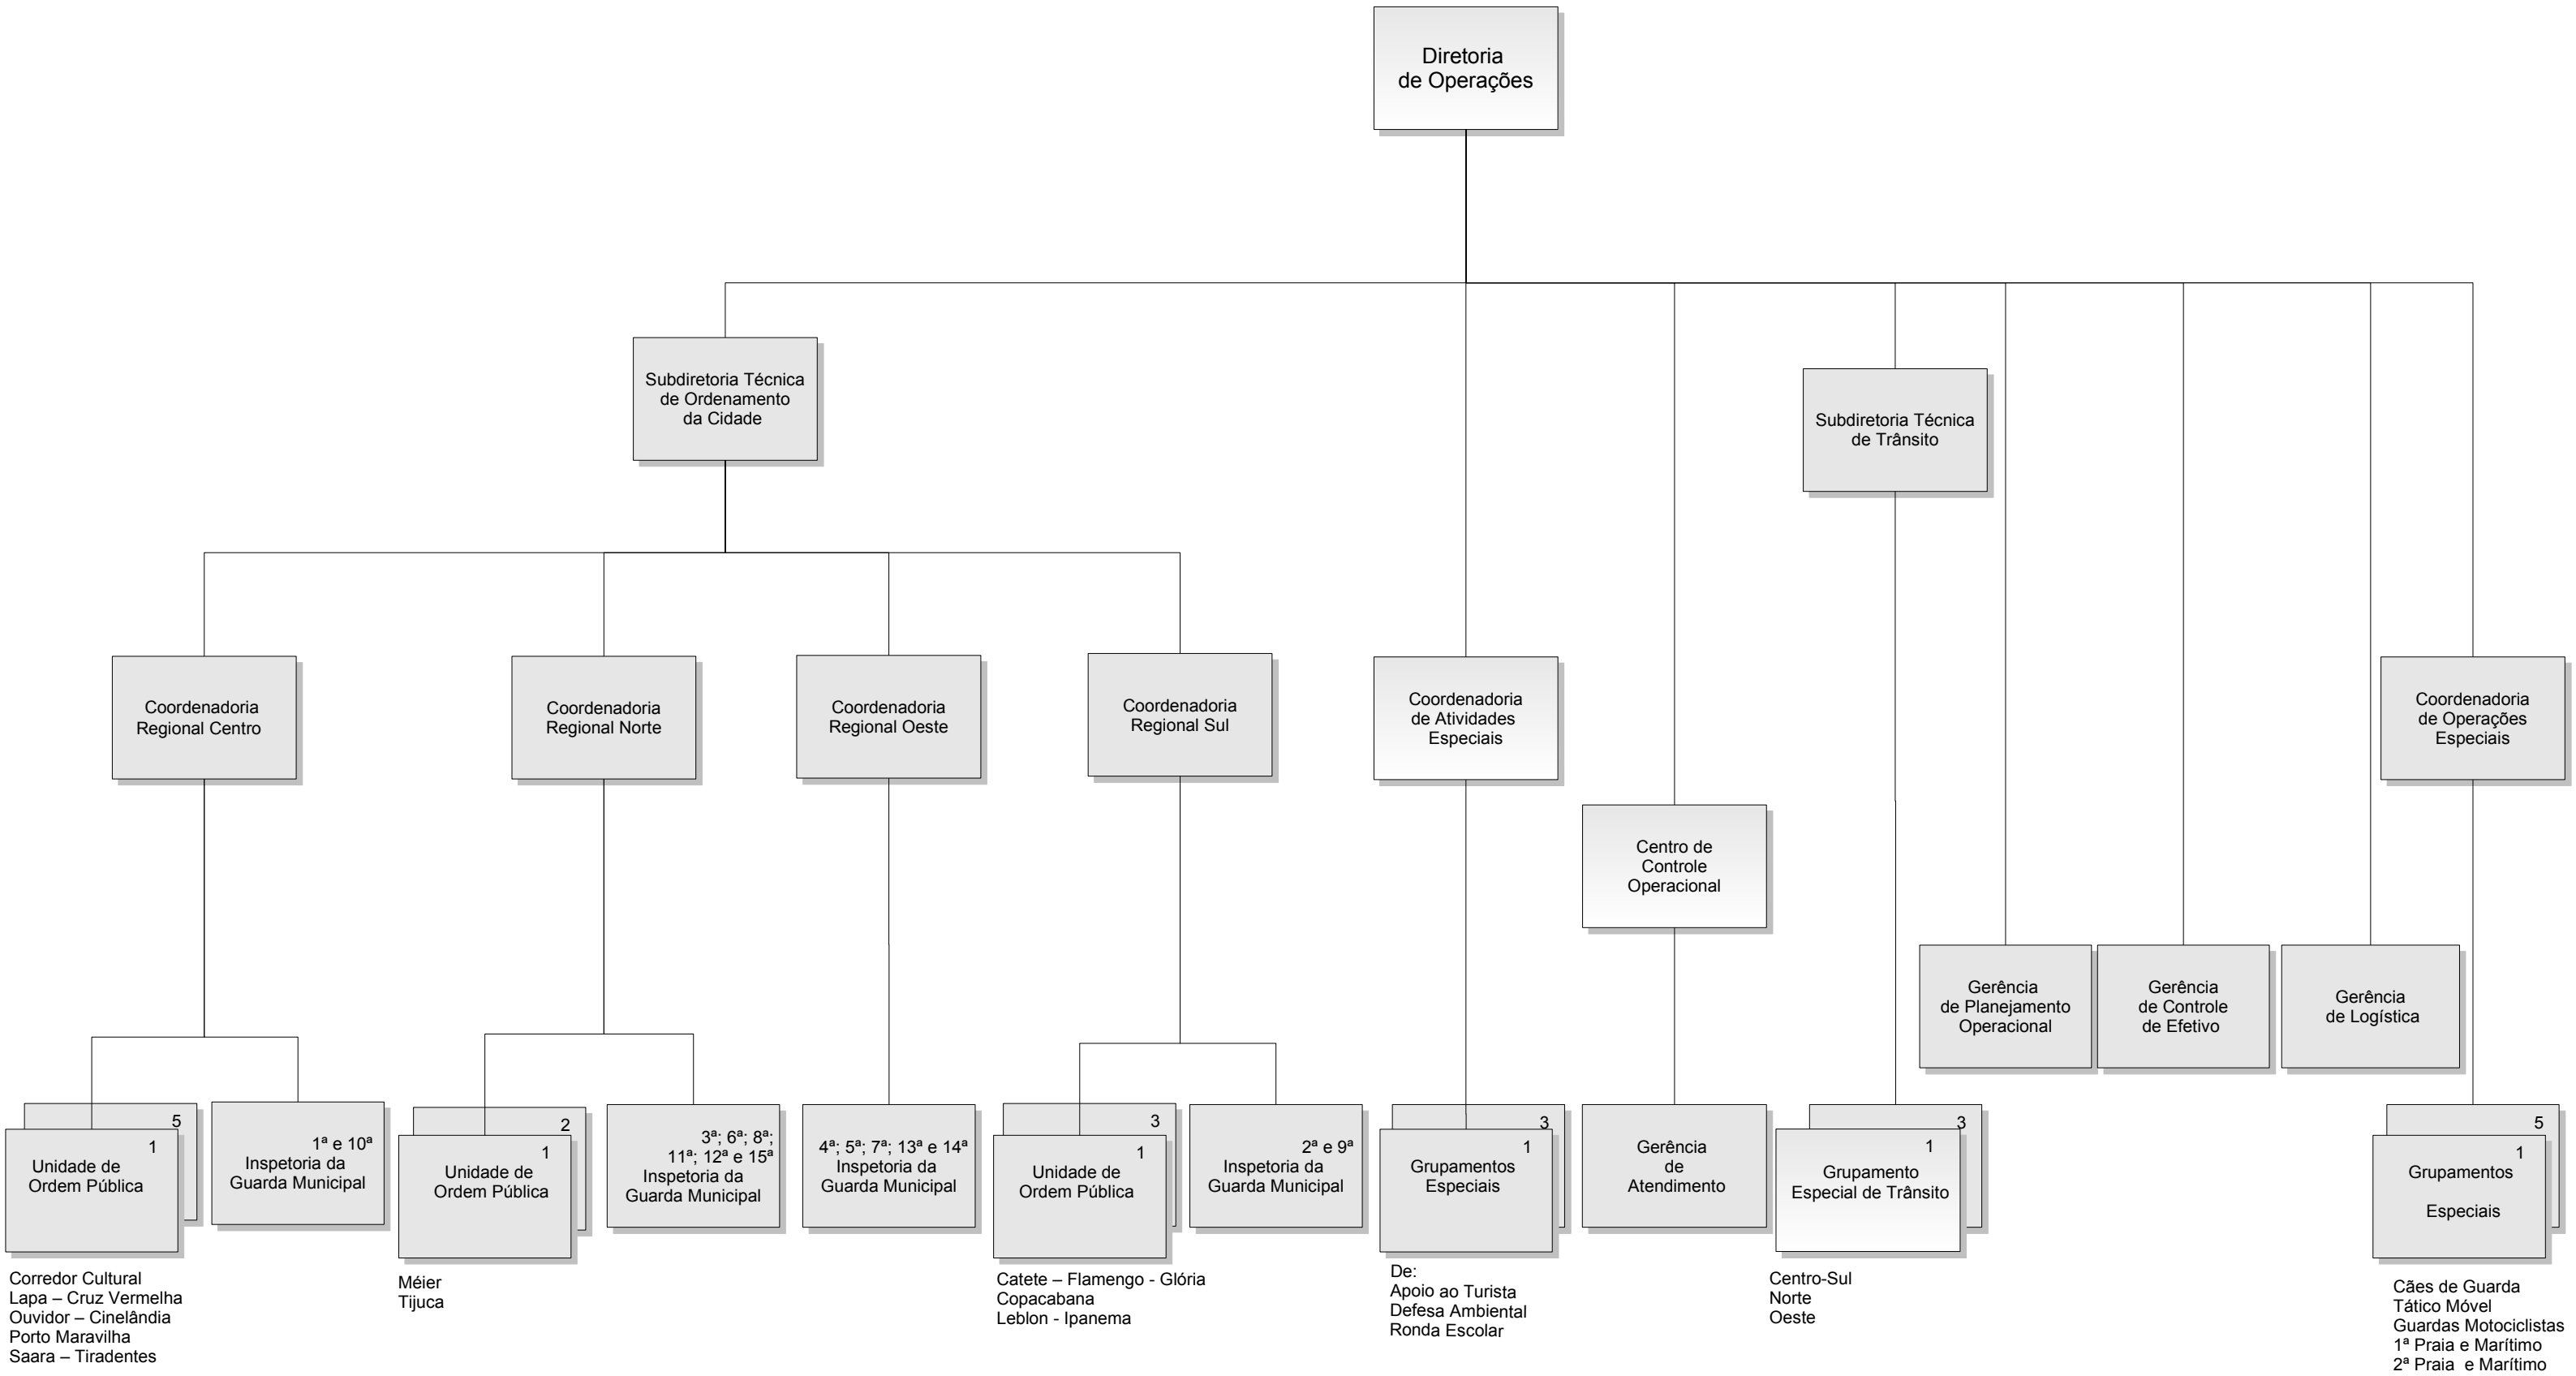 Diretoria
de Operações
Subdiretoria Técnica
de Ordenamento
da Cidade
Subdiretoria Técnica
de Trânsito
Coordenadoria
Regional Centro
Coordenadoria
Regional Norte
Coordenadoria
Regional Oeste
Coordenadoria
Regional Sul
Coordenadoria
de Atividades
Especiais
Coordenadoria
de Operações
Especiais
Centro de
Controle
Operacional
Gerência
de Planejamento
Operacional
Gerência
de Controle
de Efetivo
Gerência
de Logística
5
1
Unidade de
Ordem Pública
1ª e 10ª
Inspetoria da
Guarda Municipal
2
1
Unidade de
Ordem Pública
3ª; 6ª; 8ª;
11ª; 12ª e 15ª
Inspetoria da
Guarda Municipal
4ª; 5ª; 7ª; 13ª e 14ª
Inspetoria da
Guarda Municipal
3
1
Unidade de
Ordem Pública
2ª e 9ª
Inspetoria da
Guarda Municipal
3
1
Grupamentos
Especiais
Gerência
de
Atendimento
3
1
Grupamento
Especial de Trânsito
5
1
Grupamentos
Especiais
Corredor Cultural
Lapa – Cruz Vermelha
Ouvidor – Cinelândia
Porto Maravilha
Saara – Tiradentes
Méier
Tijuca
Catete – Flamengo - Glória
Copacabana
Leblon - Ipanema
De:
Apoio ao Turista
Defesa Ambiental
Ronda Escolar
Centro-Sul
Norte
Oeste
Cães de Guarda
Tático Móvel
Guardas Motociclistas
1ª Praia e Marítimo
2ª Praia  e Marítimo